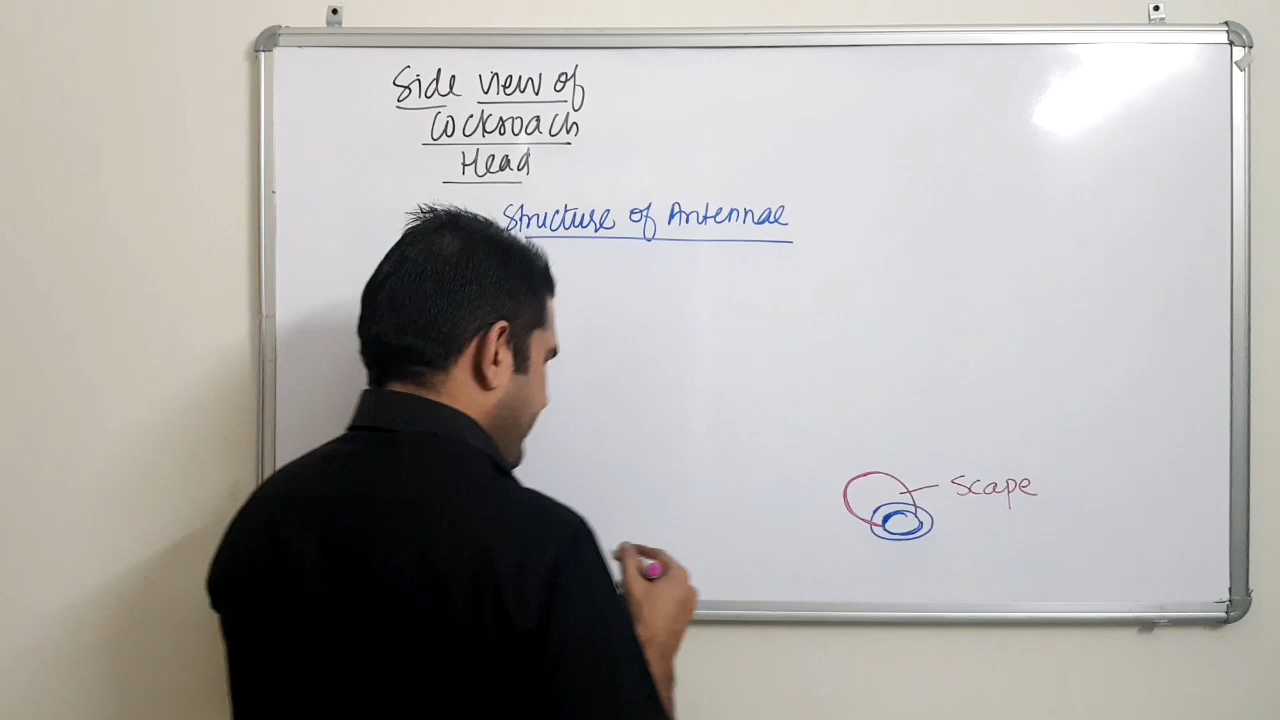 Side view of
Cockroach
Head
Structure of Antennae
Scape